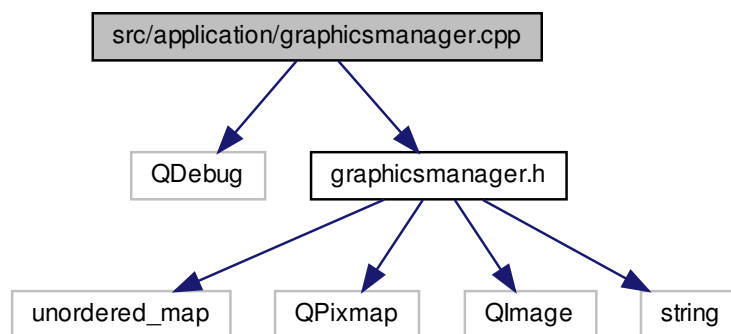 src/application/graphicsmanager.cpp
QDebug
graphicsmanager.h
unordered_map
QPixmap
QImage
string